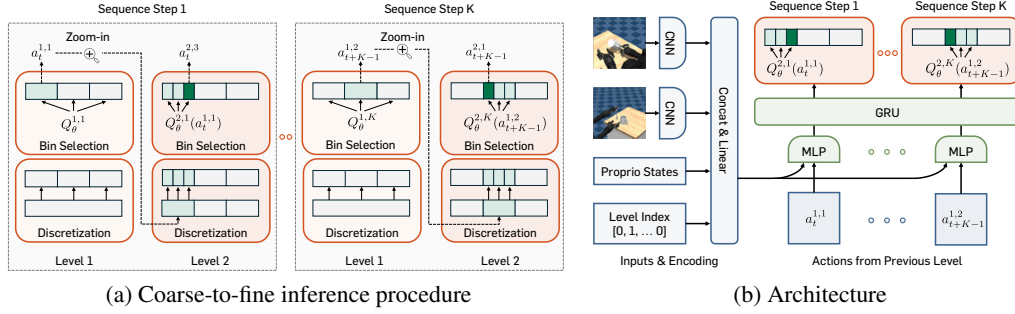 Sequence Step 1
Sequence Step K
Zoom-in
Zoom-in
a_t^{1,1}
a_t^{2,3}
a_{t+K-1}^{1,2}
a_{t+K-1}^{2,1}
Q_θ^{1,1}
Q_θ^{2,1}(a_t^{1,1})
Q_θ^{1,K}
Q_θ^{2,K}(a_{t+K-1}^{1,2})
Bin Selection
Bin Selection
Bin Selection
Bin Selection
Discretization
Discretization
Discretization
Discretization
Level 1
Level 2
Level 1
Level 2
(a) Coarse-to-fine inference procedure
Sequence Step 1
Sequence Step K
CNN
CNN
Proprio States
Level Index
[0, 1, ... 0]
Concat & Linear
Q_θ^{2,1}(a_t^{1,1})
Q_θ^{2,K}(a_{t+K-1}^{1,2})
GRU
MLP
MLP
a_t^{1,1}
a_{t+K-1}^{1,2}
Inputs & Encoding
Actions from Previous Level
(b) Architecture